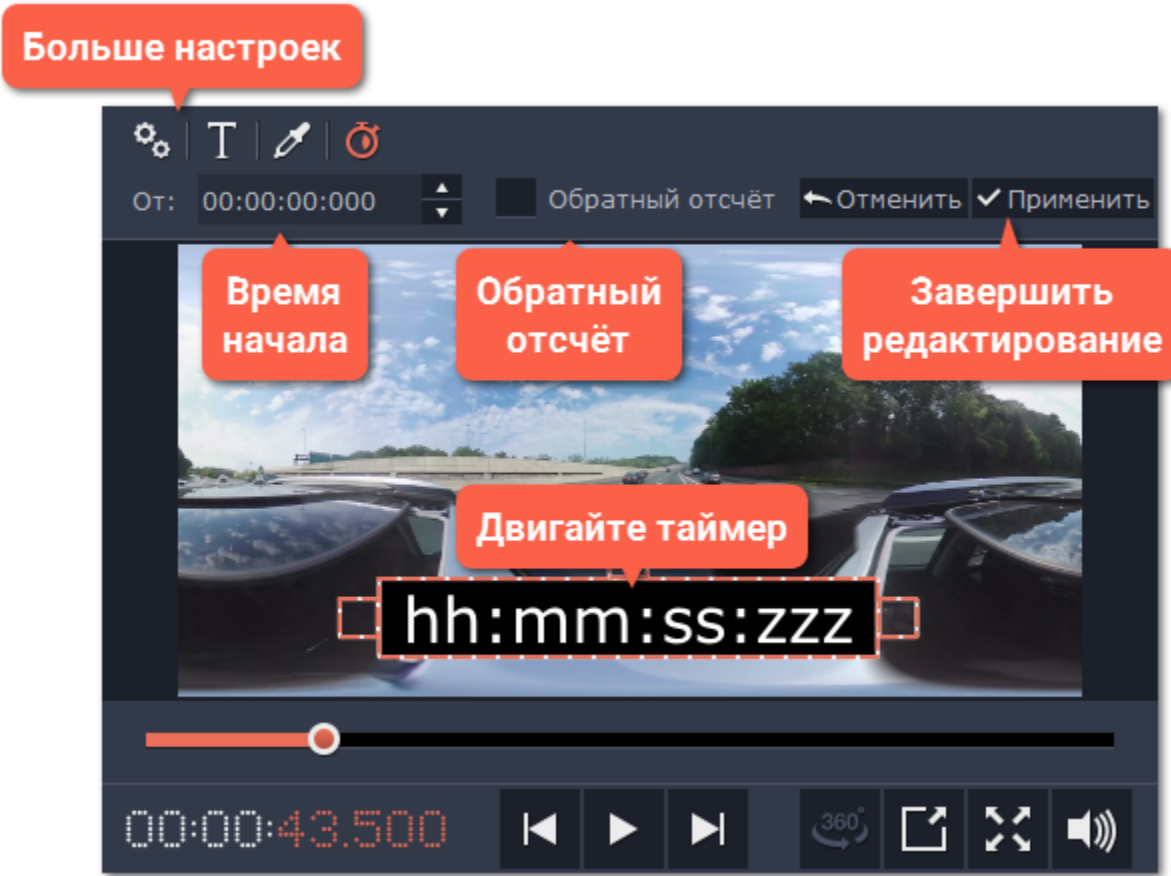 Больше настроек
T
От: 00:00:00:000 Обратный отсчёт Отменить Применить
Время
начала
Обратный
отсчёт
Завершить
редактирование
Двигайте таймер
hh:mm:ss:zzz
00:00:43.500
360°